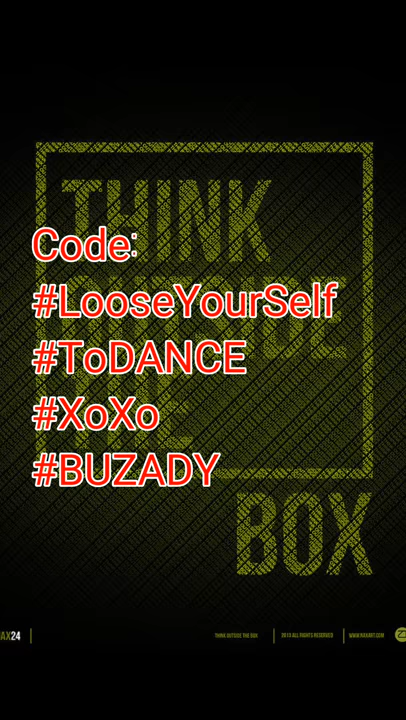 THINK
OUTSIDE
THE
BOX
Code:
#LooseYourSelf
#ToDANCE
#XoXo
#BUZADY
AX24
THINK OUTSIDE THE BOX
2013 ALL RIGHTS RESERVED
WWW.RAXART.COM